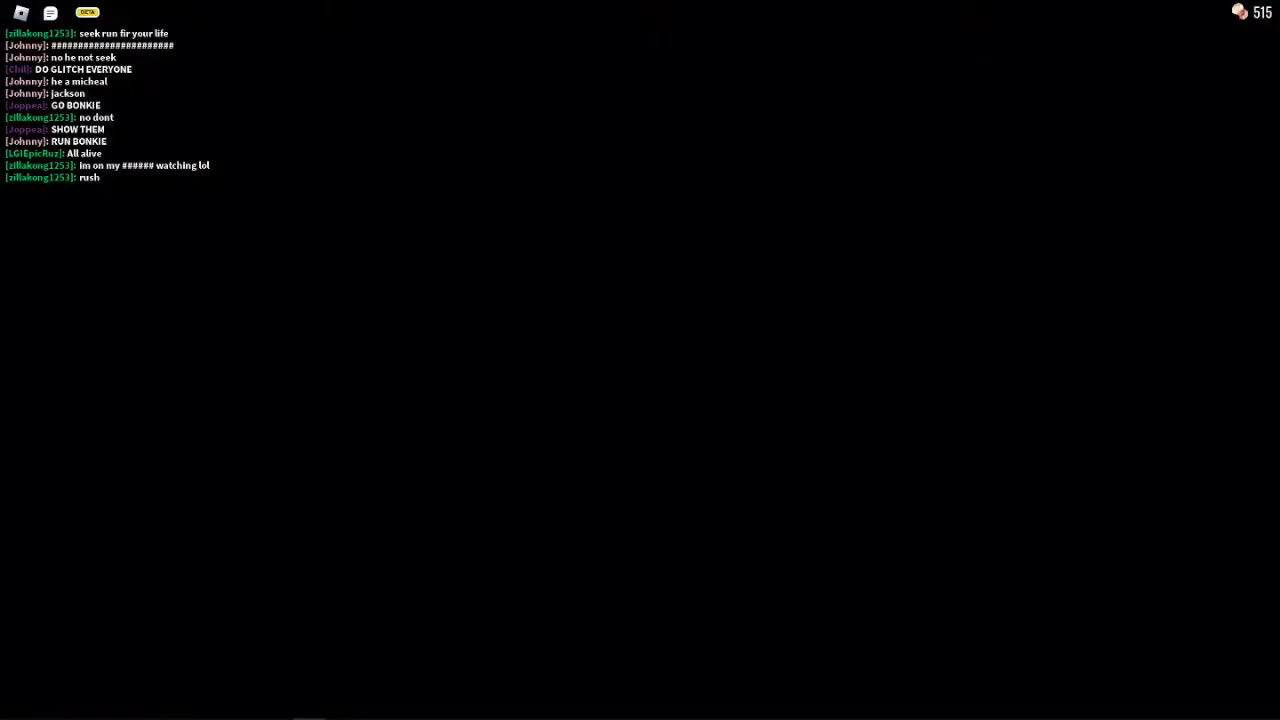 BETA
515
[zillakong1253]: seek run fir your life
[Johnny]: #######################
[Johnny]: no he not seek
[Chil]: DO GLITCH EVERYONE
[Johnny]: he a micheal
[Johnny]: jackson
[Joppea]: GO BONKIE
[zillakong1253]: no dont
[Joppea]: SHOW THEM
[Johnny]: RUN BONKIE
[LGIEpicRuz]: All alive
[zillakong1253]: Im on my ###### watching lol
[zillakong1253]: rush